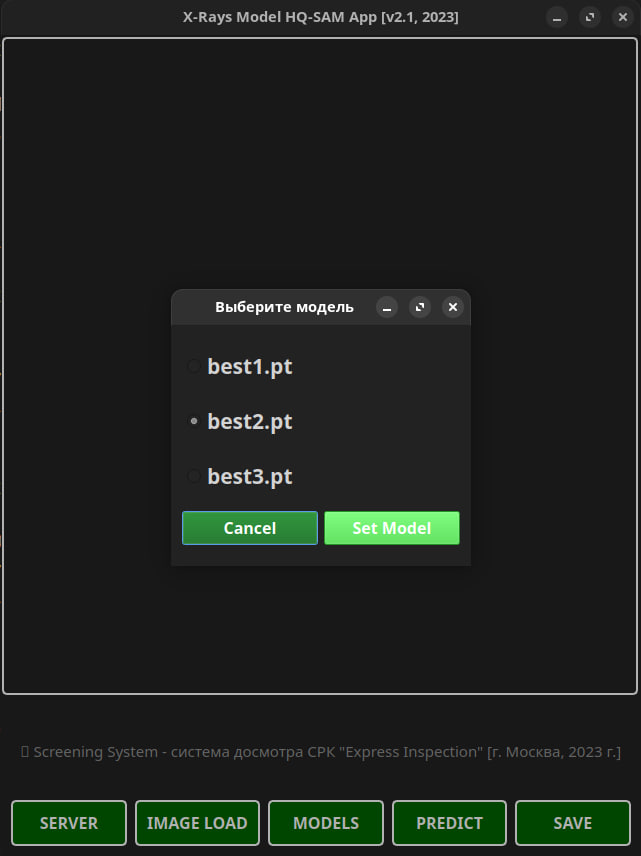 X-Rays Model HQ-SAM App [v2.1, 2023]
Выберите модель
best1.pt
best2.pt
best3.pt
Cancel Set Model
Screening System - система досмотра СРК "Express Inspection" [г. Москва, 2023 г.]
SERVER IMAGE LOAD MODELS PREDICT SAVE